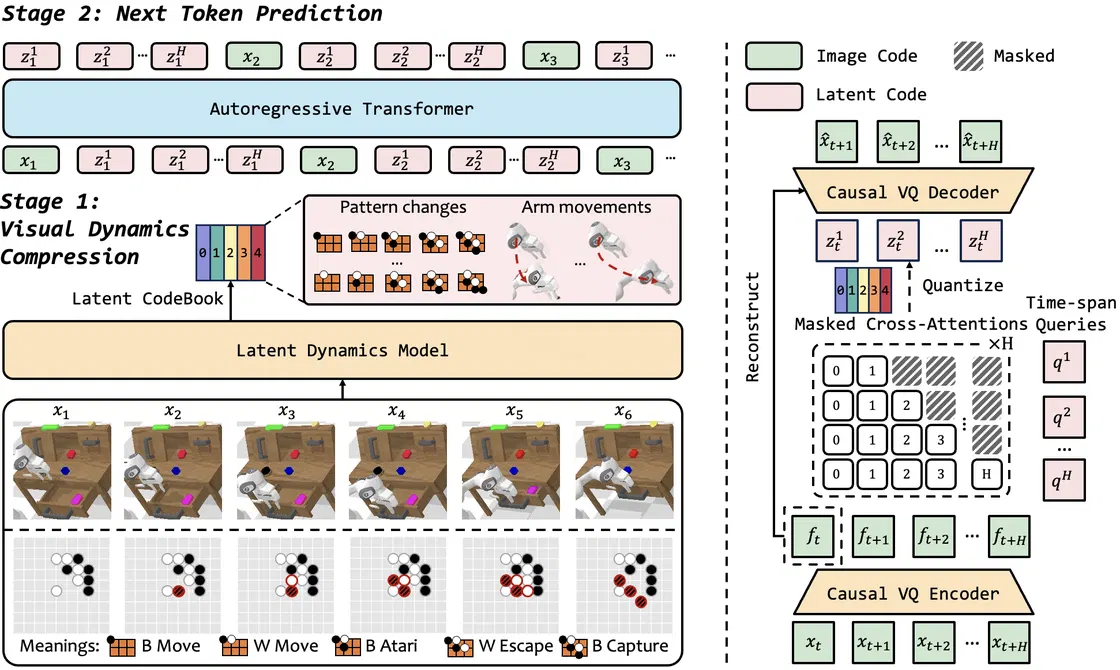 Stage 2: Next Token Prediction
z_1^1 z_1^2 ... z_1^H x_2 z_2^1 z_2^2 ... z_2^H x_3 z_3^1 ...
Autoregressive Transformer
x_1 z_1^1 z_1^2 ... z_1^H x_2 z_2^1 z_2^2 ... z_2^H x_3 ...
Stage 1:
Visual Dynamics
Compression
0 1 2 3 4
Latent CodeBook
Pattern changes
...
Arm movements
...
Latent Dynamics Model
x_1 x_2 x_3 x_4 x_5 x_6
Meanings: B Move W Move B Atari W Escape B Capture
Image Code Masked
Latent Code
x̂_{t+1} x̂_{t+2} ... x̂_{t+H}
Causal VQ Decoder
z_t^1 z_t^2 ... z_t^H
0 1 2 3 4
Quantize
Reconstruct
Masked Cross-Attentions
×H
Time-span
Queries
0 1
0 1 2
0 1 2 3
0 1 2 3 H
⋮
q^1
q^2
...
q^H
f_t f_{t+1} f_{t+2} ... f_{t+H}
Causal VQ Encoder
x_t x_{t+1} x_{t+2} ... x_{t+H}